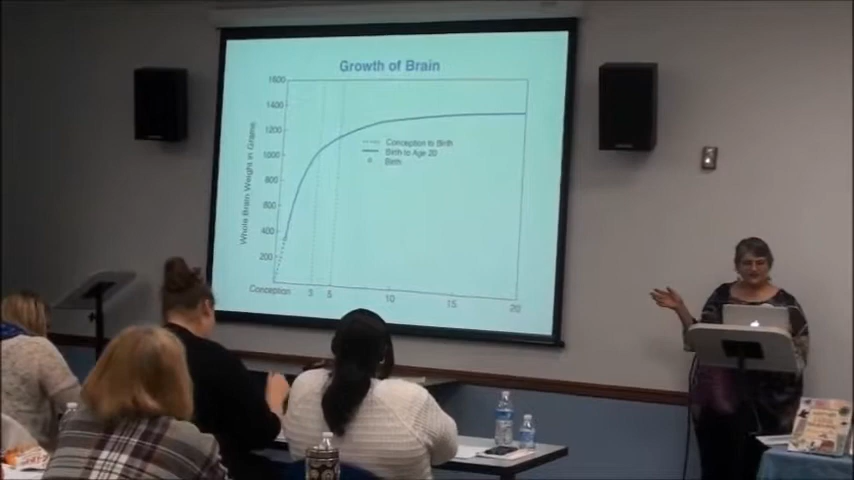 Growth of Brain
1600
1400
1200
1000
800
600
400
200
Whole Brain Weight in Grams
Conception to Birth
Birth to Age 20
Birth
Conception 3 5 10 15 20